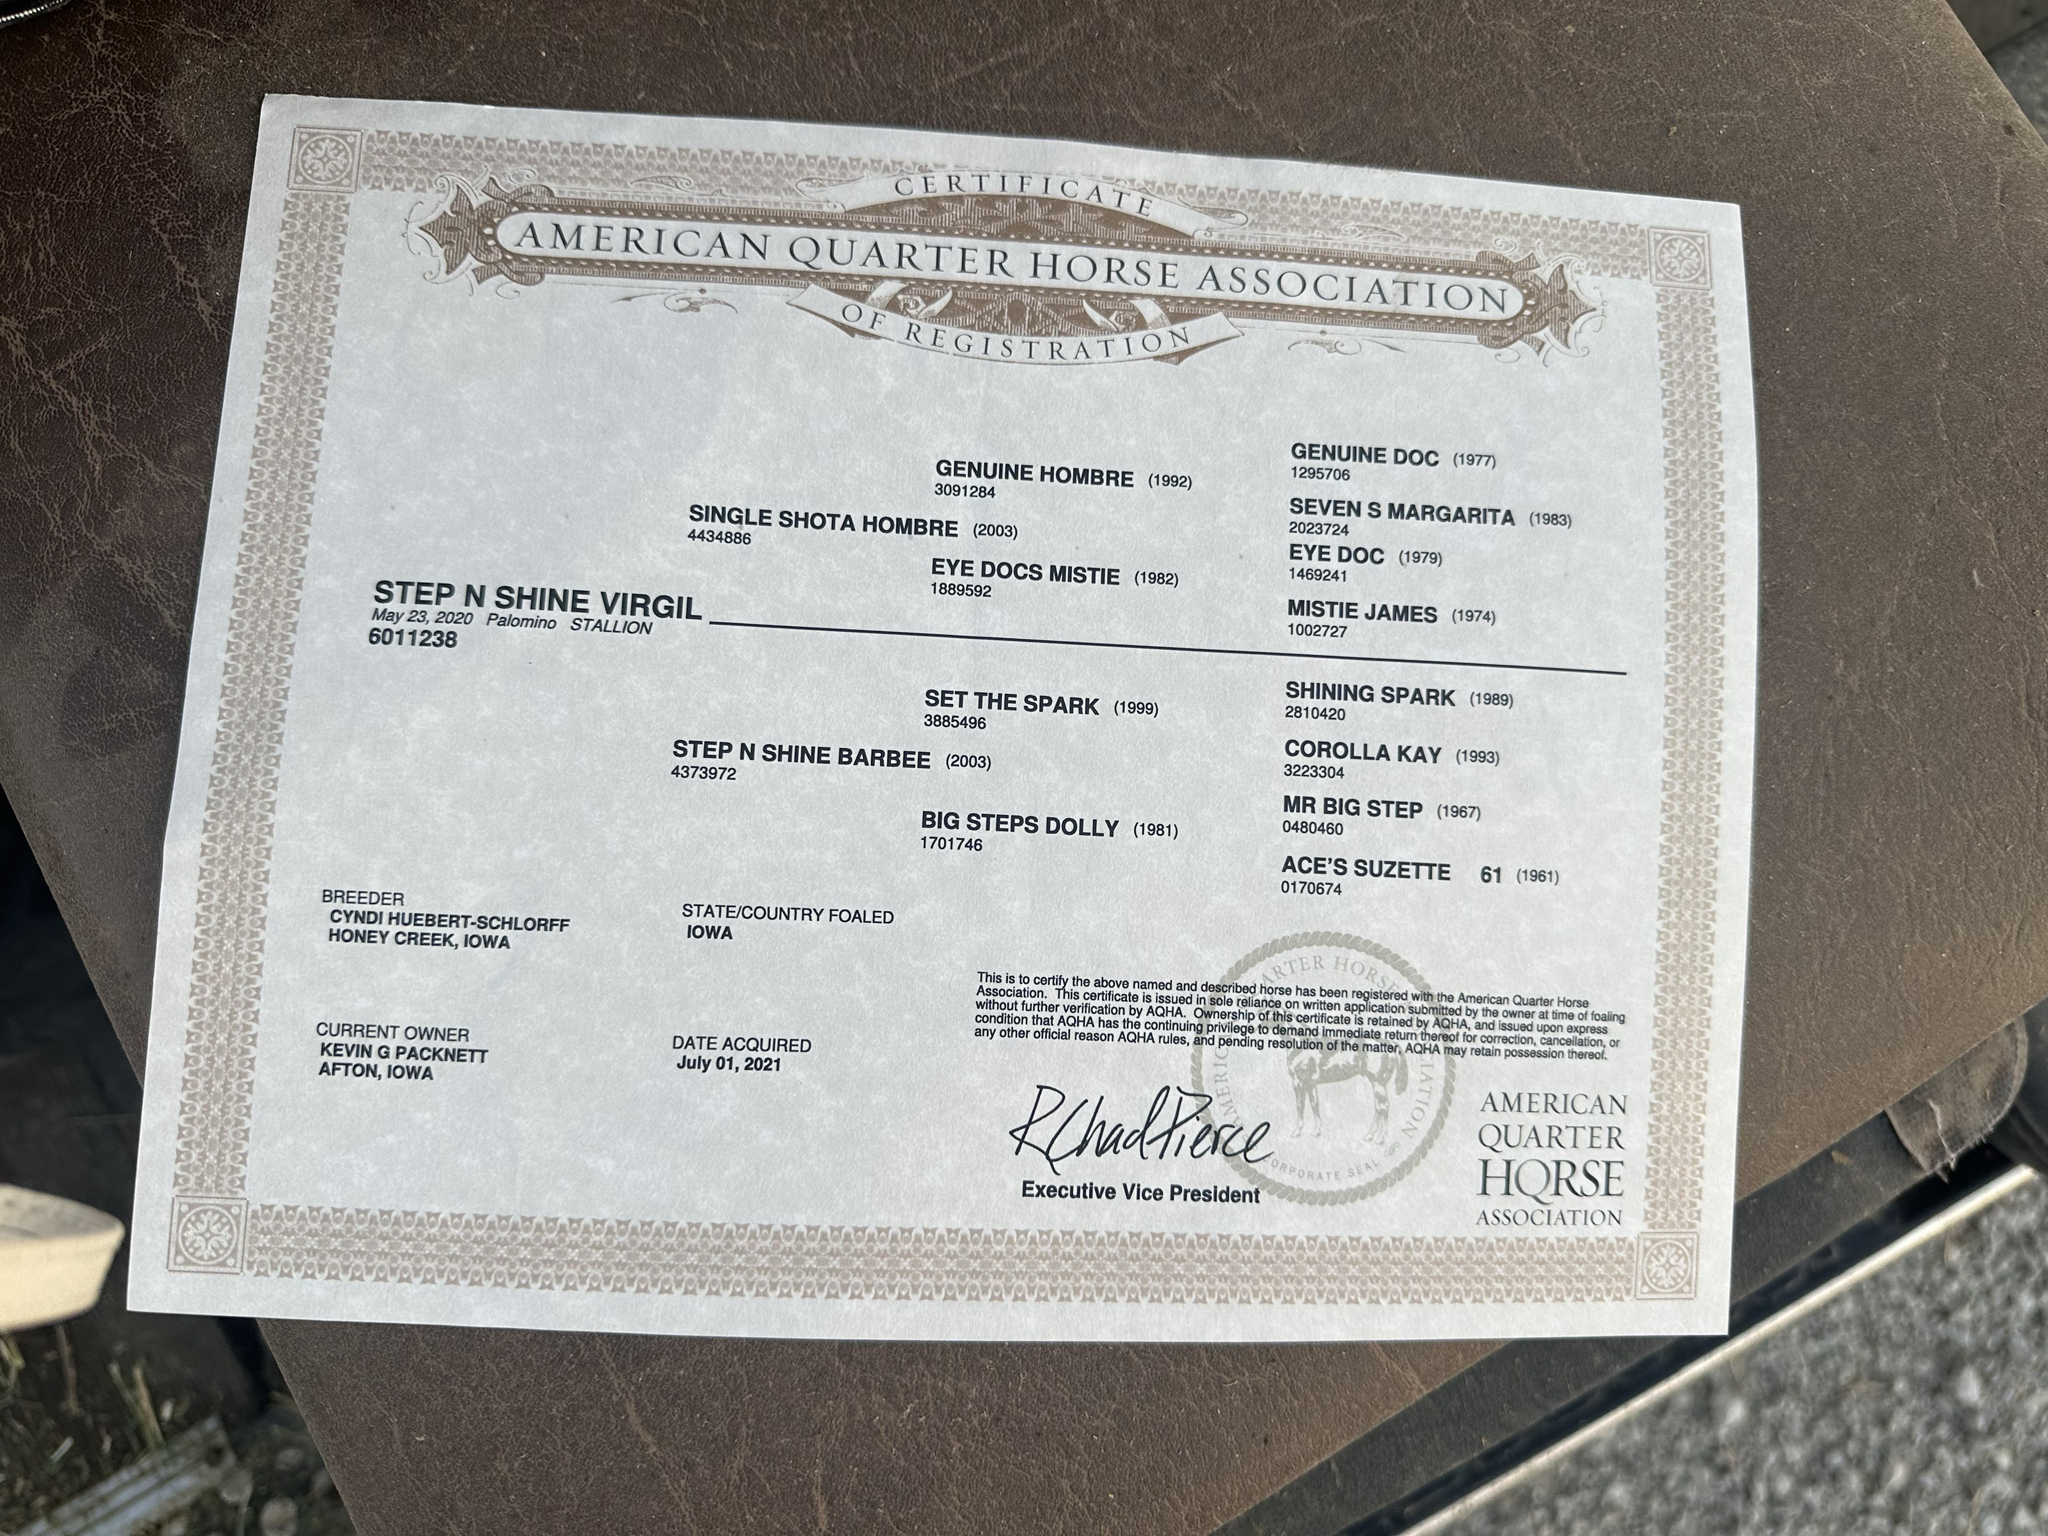 CERTIFICATE
AMERICAN QUARTER HORSE ASSOCIATION
OF REGISTRATION
GENUINE DOC (1977)
1295706
GENUINE HOMBRE (1992)
3091284
SEVEN S MARGARITA (1983)
2023724
SINGLE SHOTA HOMBRE (2003)
4434886
EYE DOC (1979)
1469241
EYE DOCS MISTIE (1982)
1889592
MISTIE JAMES (1974)
1002727
STEP N SHINE VIRGIL
May 23, 2020 Palomino STALLION
6011238
SHINING SPARK (1989)
2810420
SET THE SPARK (1999)
3885496
COROLLA KAY (1993)
3223304
STEP N SHINE BARBEE (2003)
4373972
MR BIG STEP (1967)
0480460
BIG STEPS DOLLY (1981)
1701746
ACE'S SUZETTE 61 (1961)
0170674
BREEDER
CYNDI HUEBERT-SCHLORFF
HONEY CREEK, IOWA
STATE/COUNTRY FOALED
IOWA
CURRENT OWNER
KEVIN G PACKNETT
AFTON, IOWA
DATE ACQUIRED
July 01, 2021
This is to certify the above named and described horse has been registered with the American Quarter Horse
Association. This certificate is issued in sole reliance on written application submitted by the owner at time of foaling
without further verification by AQHA. Ownership of this certificate is retained by AQHA, and issued upon express
condition that AQHA has the continuing privilege to demand immediate return thereof for correction, cancellation, or
any other official reason AQHA rules, and pending resolution of the matter, AQHA may retain possession thereof.
R Chad Pierce
Executive Vice President
AMERICAN QUARTER HORSE ASSOCIATION
CORPORATE SEAL
AMERICAN
QUARTER
HORSE
ASSOCIATION